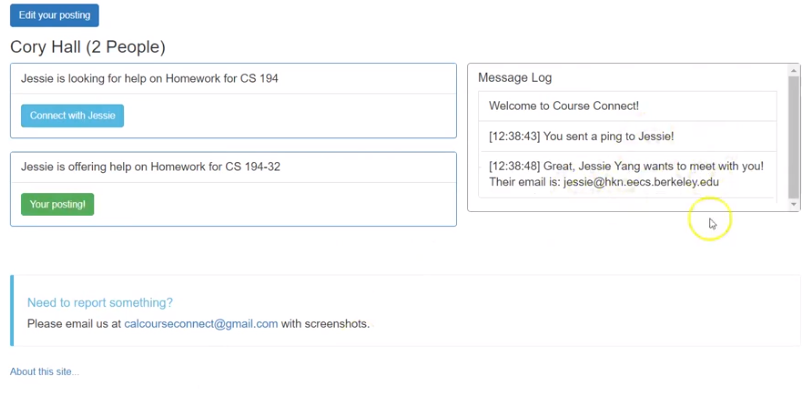 Edit your posting
Cory Hall (2 People)
Jessie is looking for help on Homework for CS 194
Connect with Jessie
Jessie is offering help on Homework for CS 194-32
Your posting!
Message Log
Welcome to Course Connect!
[12:38:43] You sent a ping to Jessie!
[12:38:48] Great, Jessie Yang wants to meet with you!
Their email is: jessie@hkn.eecs.berkeley.edu
Need to report something?
Please email us at calcourseconnect@gmail.com with screenshots.
About this site...